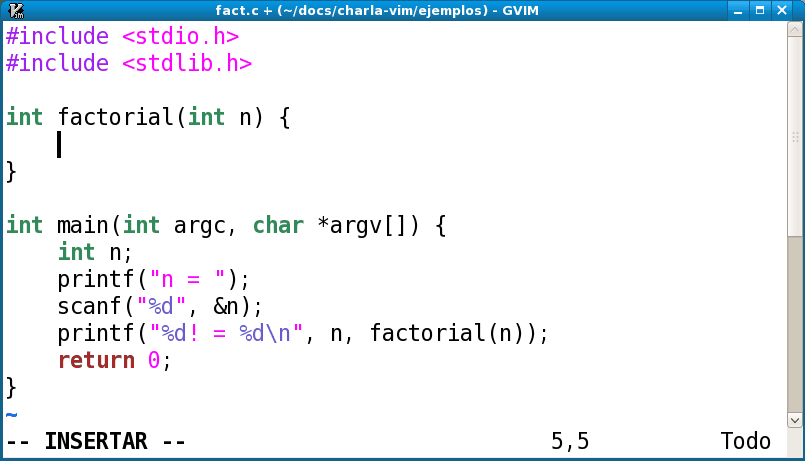 fact.c + (~/docs/charla-vim/ejemplos) - GVIM
#include <stdio.h>
#include <stdlib.h>

int factorial(int n) {

}

int main(int argc, char *argv[]) {
    int n;
    printf("n = ");
    scanf("%d", &n);
    printf("%d! = %d\n", n, factorial(n));
    return 0;
}
~
-- INSERTAR -- 5,5 Todo